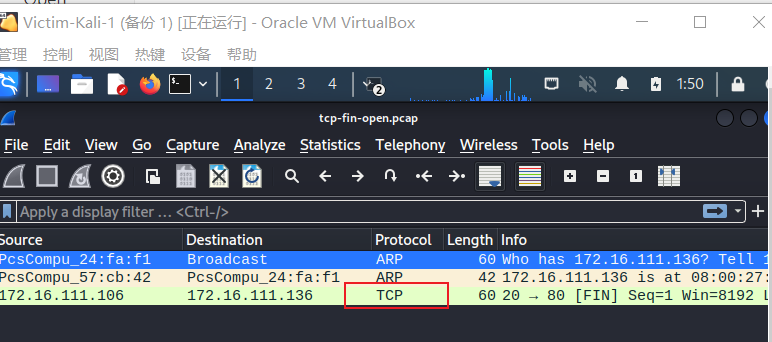 Victim-Kali-1 (备份 1) [正在运行] - Oracle VM VirtualBox
管理 控制 视图 热键 设备 帮助
1 2 3 4 2 1:50
tcp-fin-open.pcap
File Edit View Go Capture Analyze Statistics Telephony Wireless Tools Help
Apply a display filter ... <Ctrl-/>
Source Destination Protocol Length Info
PcsCompu_24:fa:f1 Broadcast ARP 60 Who has 172.16.111.136? Tell 1
PcsCompu_57:cb:42 PcsCompu_24:fa:f1 ARP 42 172.16.111.136 is at 08:00:27:
172.16.111.106 172.16.111.136 TCP 60 20 → 80 [FIN] Seq=1 Win=8192 L